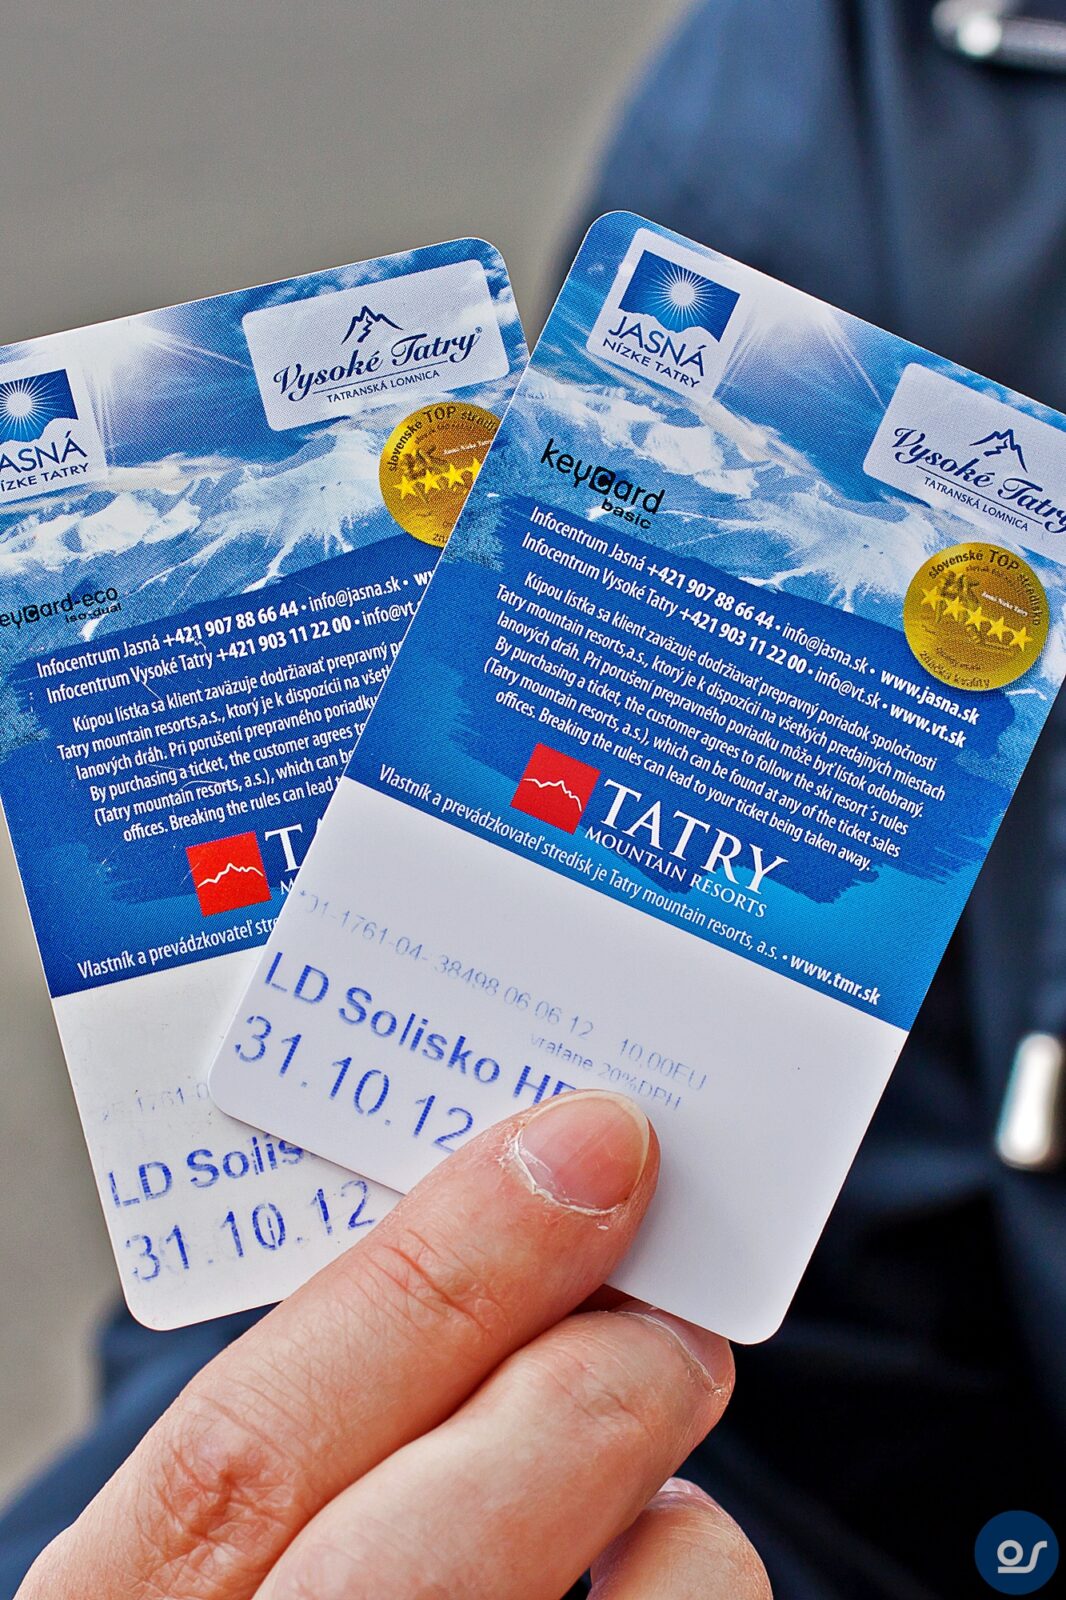 Vysoké Tatry®
TATRANSKÁ LOMNICA
ASNÁ
ÍZKE TATRY
slovenské TOP stred
eycard-eco
iso_dual
Infocentrum Jasná +421 907 88 66 44 • info@jasna.sk • w
Infocentrum Vysoké Tatry +421 903 11 22 00 • info@vt.
Kúpou lístka sa klient zaväzuje dodržiavať prepravný p
Tatry mountain resorts,a.s., ktorý je k dispozícii na všet
lanových dráh. Pri porušení prepravného poriadku
By purchasing a ticket, the customer agrees to
(Tatry mountain resorts, a.s.), which can b
offices. Breaking the rules can lead
T
M
Vlastník a prevádzkovateľ stre
LD Solis
31.10.12
JASNÁ
NÍZKE TATRY
Vysoké Tatry
TATRANSKÁ LOMNICA
keycard
basic
slovenské TOP stredisko
značka kvality
Infocentrum Jasná +421 907 88 66 44 • info@jasna.sk • www.jasna.sk
Infocentrum Vysoké Tatry +421 903 11 22 00 • info@vt.sk • www.vt.sk
Kúpou lístka sa klient zaväzuje dodržiavať prepravný poriadok spoločnosti
Tatry mountain resorts,a.s., ktorý je k dispozícii na všetkých predajných miestach
lanových dráh. Pri porušení prepravného poriadku môže byť lístok odobraný.
By purchasing a ticket, the customer agrees to follow the ski resort´s rules
(Tatry mountain resorts, a.s.), which can be found at any of the ticket sales
offices. Breaking the rules can lead to your ticket being taken away.
TATRY
MOUNTAIN RESORTS
Vlastník a prevádzkovateľ stredísk je Tatry mountain resorts, a.s. • www.tmr.sk
*01-1761-04- 38498 06 06 12 10,00EU
vratane 20%DPH
LD Solisko H
31.10.12